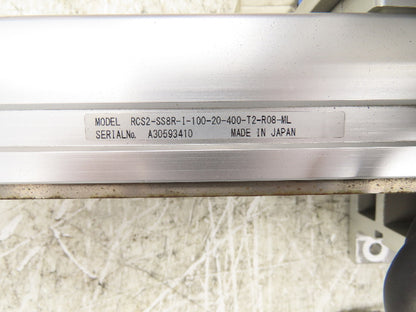 MODEL RCS2-SS8R-I-100-20-400-T2-R08-ML
SERIALNo. A30593410 MADE IN JAPAN